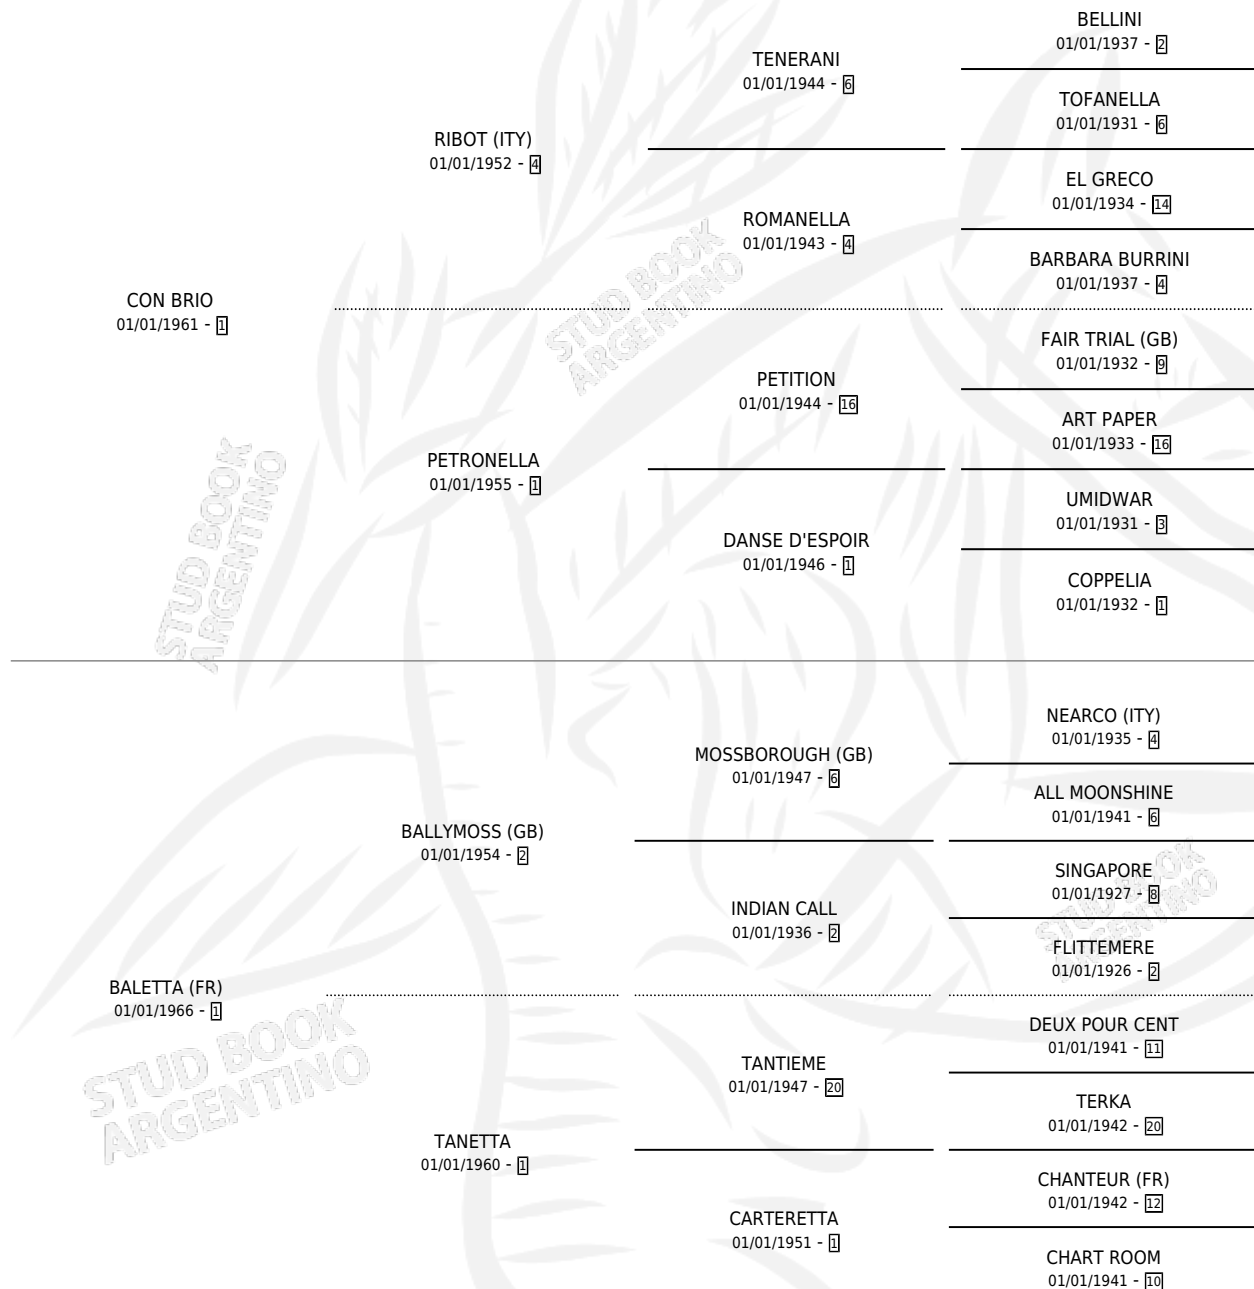 BELLINI
01/01/1937 - 2
TENERANI
01/01/1944 - 6
TOFANELLA
01/01/1931 - 6
RIBOT (ITY)
01/01/1952 - 4
EL GRECO
01/01/1934 - 14
ROMANELLA
01/01/1943 - 4
BARBARA BURRINI
01/01/1937 - 4
CON BRIO
01/01/1961 - 1
FAIR TRIAL (GB)
01/01/1932 - 9
PETITION
01/01/1944 - 16
ART PAPER
01/01/1933 - 16
PETRONELLA
01/01/1955 - 1
UMIDWAR
01/01/1931 - 3
DANSE D'ESPOIR
01/01/1946 - 1
COPPELIA
01/01/1932 - 1
NEARCO (ITY)
01/01/1935 - 4
MOSSBOROUGH (GB)
01/01/1947 - 6
ALL MOONSHINE
01/01/1941 - 6
BALLYMOSS (GB)
01/01/1954 - 2
SINGAPORE
01/01/1927 - 8
INDIAN CALL
01/01/1936 - 2
FLITTEMERE
01/01/1926 - 2
BALETTA (FR)
01/01/1966 - 1
DEUX POUR CENT
01/01/1941 - 11
TANTIEME
01/01/1947 - 20
TERKA
01/01/1942 - 20
TANETTA
01/01/1960 - 1
CHANTEUR (FR)
01/01/1942 - 12
CARTERETTA
01/01/1951 - 1
CHART ROOM
01/01/1941 - 10
STUD BOOK
ARGENTINO
STUD BOOK
ARGENTINO
STUD BOOK
ARGENTINO
STUD BOOK
ARGENTINO